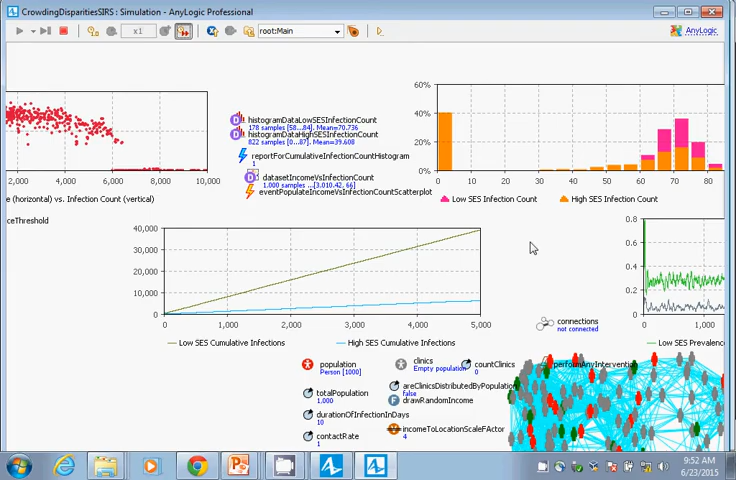 CrowdingDisparitiesSIRS : Simulation - AnyLogic Professional
x1
root:Main
AnyLogic
2,000 4,000 6,000 8,000 10,000
e (horizontal) vs. Infection Count (vertical)
ceThreshold
histogramDataLowSESInfectionCount
178 samples [58...84]. Mean=70.736
histogramDataHighSESInfectionCount
822 samples [0...87]. Mean=39.608
reportForCumulativeInfectionCountHistogram
1
datasetIncomeVsInfectionCount
1.000 samples ...[3.010.42, 66]
eventPopulateIncomeVsInfectionCountScatterplot
60%
40%
20%
0%
0 10 20 30 40 50 60 70 80
Low SES Infection Count High SES Infection Count
40,000
30,000
20,000
10,000
0 1,000 2,000 3,000 4,000 5,000
Low SES Cumulative Infections High SES Cumulative Infections
connections
not connected
0.8
0.6
0.4
0.2
0
0 1,000
Low SES Prevalence
population
Person [1000]
clinics
Empty population
countClinics
0
performAnyIntervention
totalPopulation
1,000
areClinicsDistributedByPopulation
false
drawRandomIncome
durationOfInfectionInDays
10
incomeToLocationScaleFActor
4
contactRate
1
9:52 AM
6/23/2015